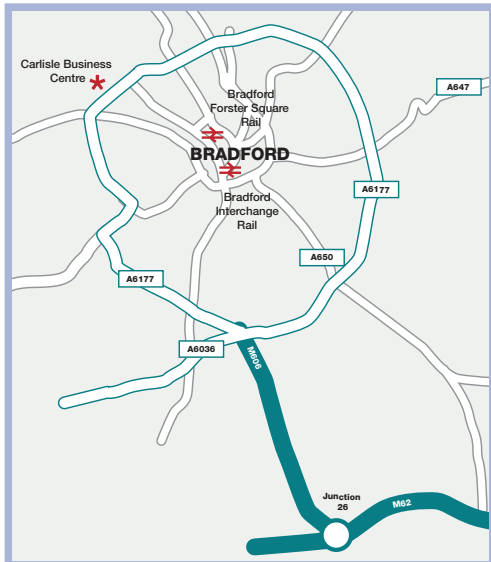 Carlisle Business
Centre
Bradford
Forster Square
Rail
A647
BRADFORD
A6177
Bradford
Interchange
Rail
A650
A6177
A6036
M606
Junction
26
M62